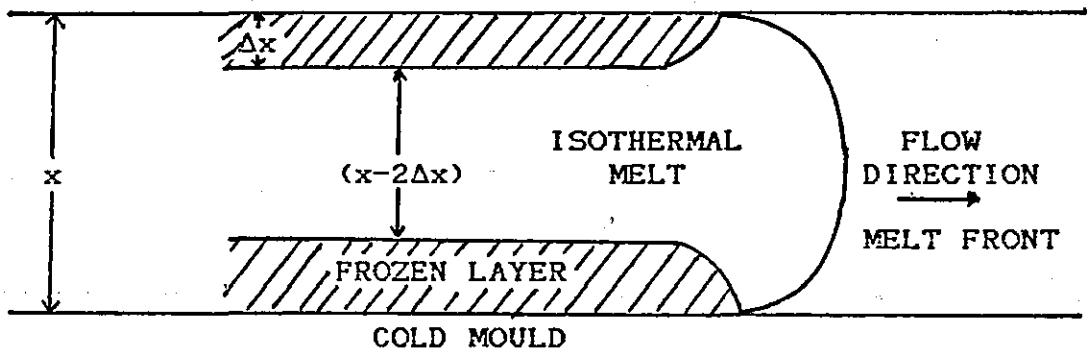 Δx
x
(x-2Δx)
ISOTHERMAL
MELT
FLOW
DIRECTION
MELT FRONT
FROZEN LAYER
COLD MOULD